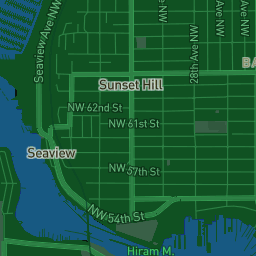 Seaview Ave NW
28th Ave NW
BA
Sunset Hill
NW 62nd St
NW 61st St
Seaview
NW 57th St
NW 54th St
Hiram M.